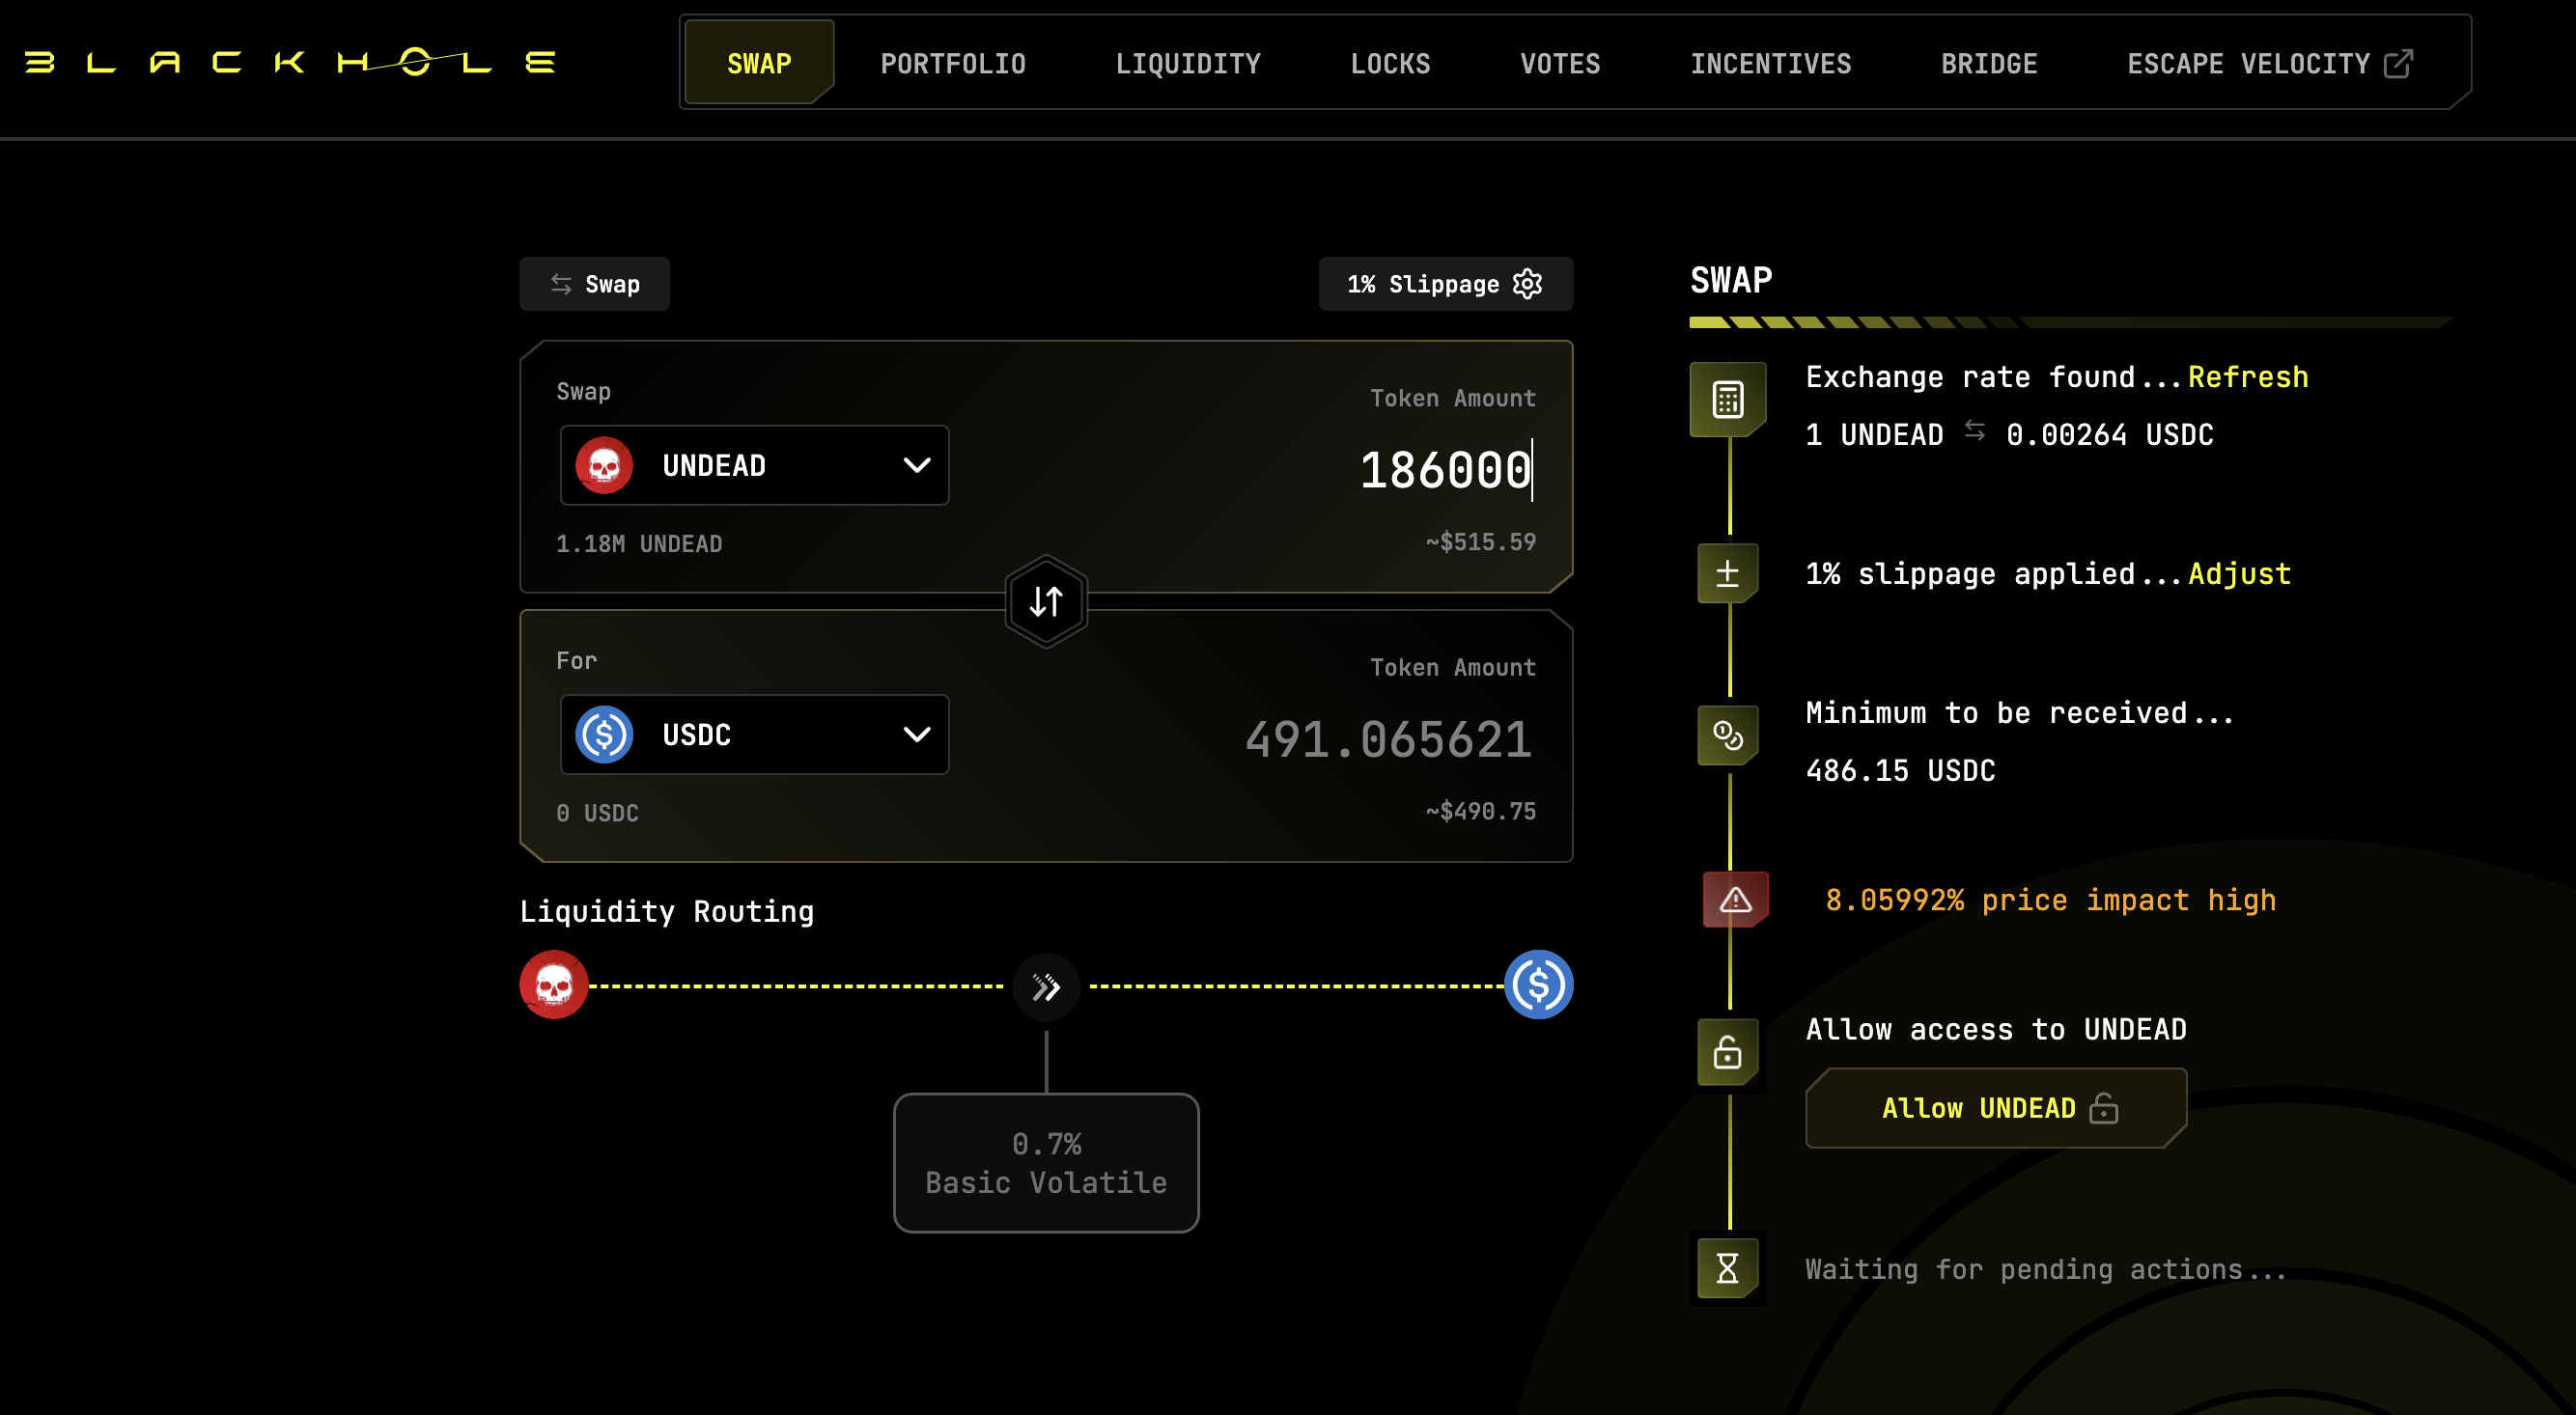 BLACKHOLE
SWAP
PORTFOLIO
LIQUIDITY
LOCKS
VOTES
INCENTIVES
BRIDGE
ESCAPE VELOCITY
Swap
1% Slippage
Swap
Token Amount
UNDEAD
186000
1.18M UNDEAD
~$515.59
For
Token Amount
USDC
491.065621
0 USDC
~$490.75
Liquidity Routing
0.7%
Basic Volatile
SWAP
Exchange rate found...Refresh
1 UNDEAD ⇆ 0.00264 USDC
1% slippage applied...Adjust
Minimum to be received...
486.15 USDC
8.05992% price impact high
Allow access to UNDEAD
Allow UNDEAD
Waiting for pending actions...